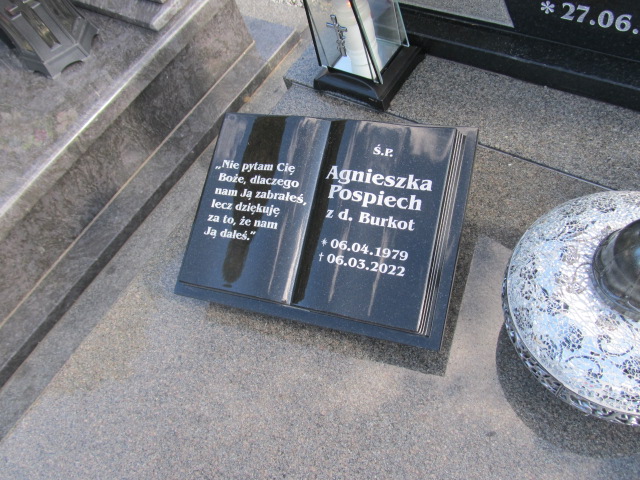 * 27.06.
„Nie pytam Cię
Boże, dlaczego
nam Ją zabrałeś,
lecz dziękuję
za to, że nam
Ją dałeś."
Ś.P.
Agnieszka
Pospiech
z d. Burkot
* 06.04.1979
† 06.03.2022